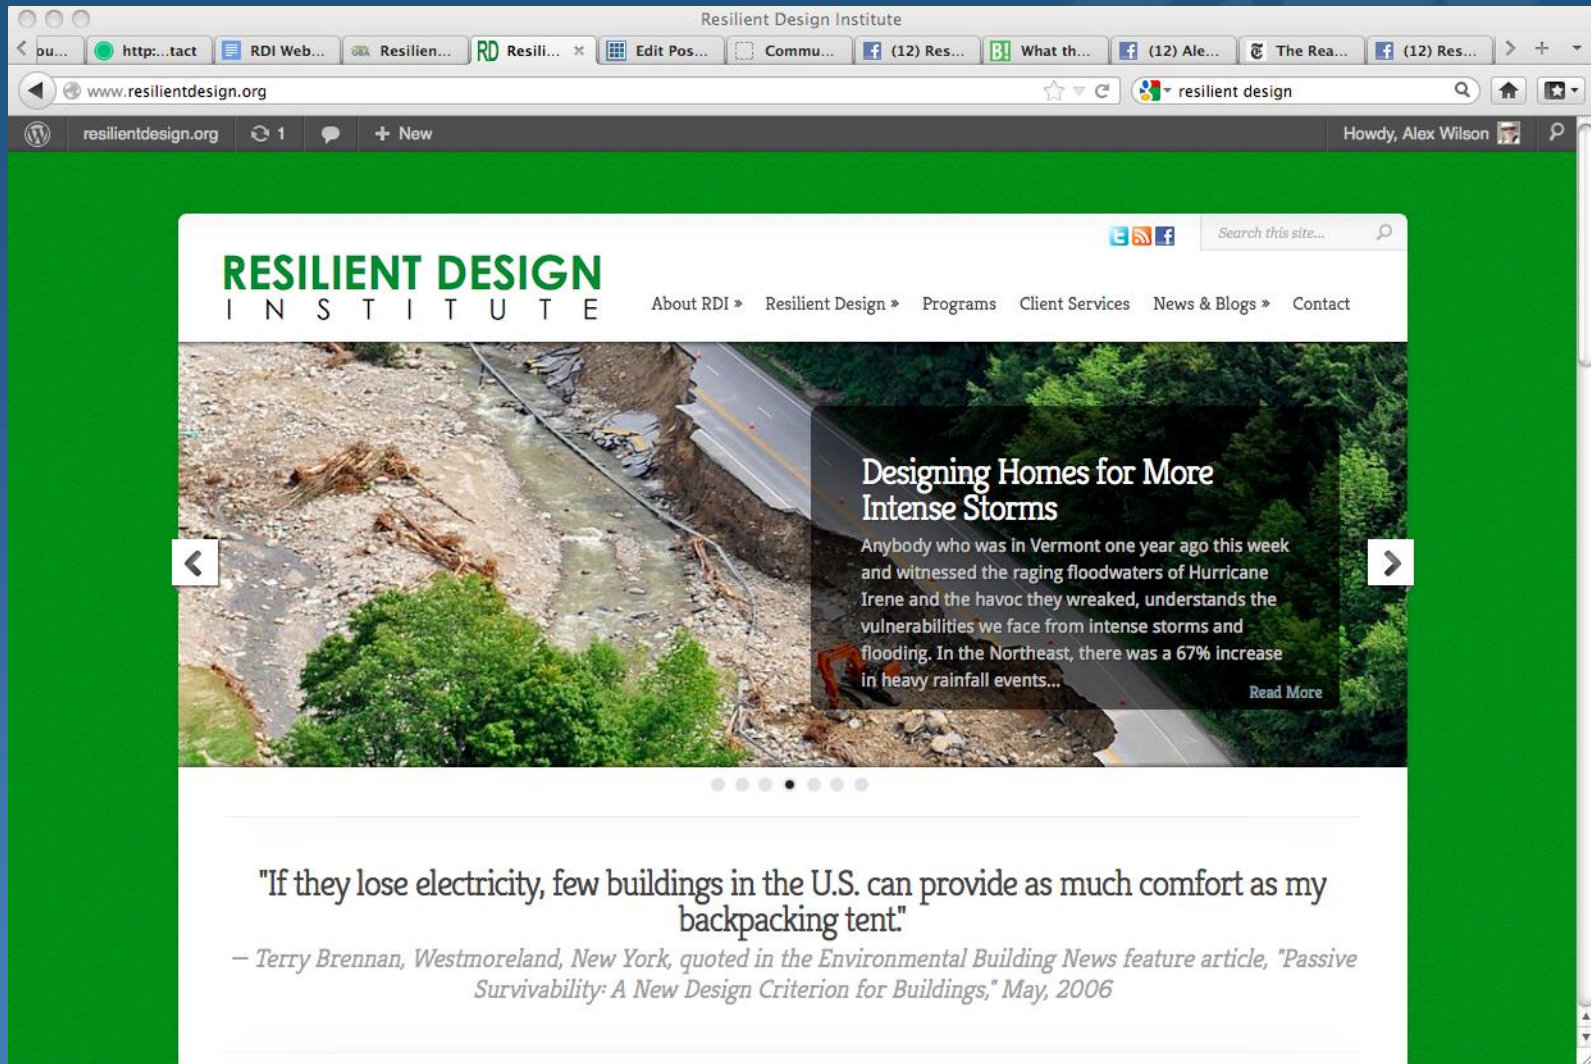 Resilient Design Institute
ou... http:...tact RDI Web... Resilien... RD Resili... Edit Pos... Commu... (12) Res... B! What th... (12) Ale... The Rea... (12) Res...
www.resilientdesign.org resilient design
resilientdesign.org 1 + New Howdy, Alex Wilson
Search this site...
RESILIENT DESIGN
INSTITUTE
About RDI » Resilient Design » Programs Client Services News & Blogs » Contact
Designing Homes for More
Intense Storms
Anybody who was in Vermont one year ago this week
and witnessed the raging floodwaters of Hurricane
Irene and the havoc they wreaked, understands the
vulnerabilities we face from intense storms and
flooding. In the Northeast, there was a 67% increase
in heavy rainfall events...
Read More
"If they lose electricity, few buildings in the U.S. can provide as much comfort as my
backpacking tent."
— Terry Brennan, Westmoreland, New York, quoted in the Environmental Building News feature article, "Passive
Survivability: A New Design Criterion for Buildings," May, 2006